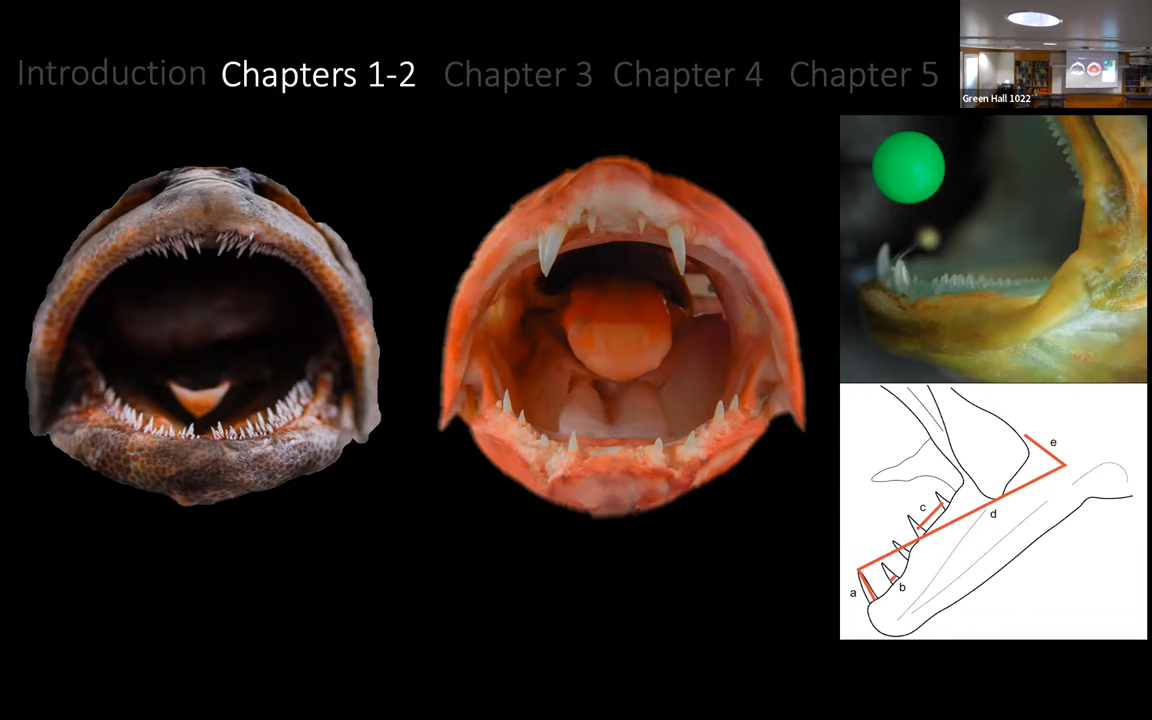 Introduction Chapters 1-2 Chapter 3 Chapter 4 Chapter 5
Green Hall 1022
e
c
d
a
b